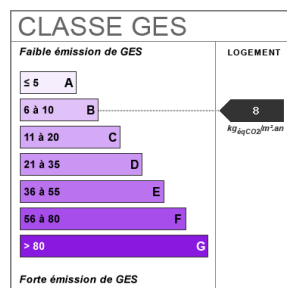 CLASSE GES
Faible émission de GES
LOGEMENT
≤ 5 A
6 à 10 B
8
kgéqCO2/m².an
11 à 20 C
21 à 35 D
36 à 55 E
56 à 80 F
> 80 G
Forte émission de GES